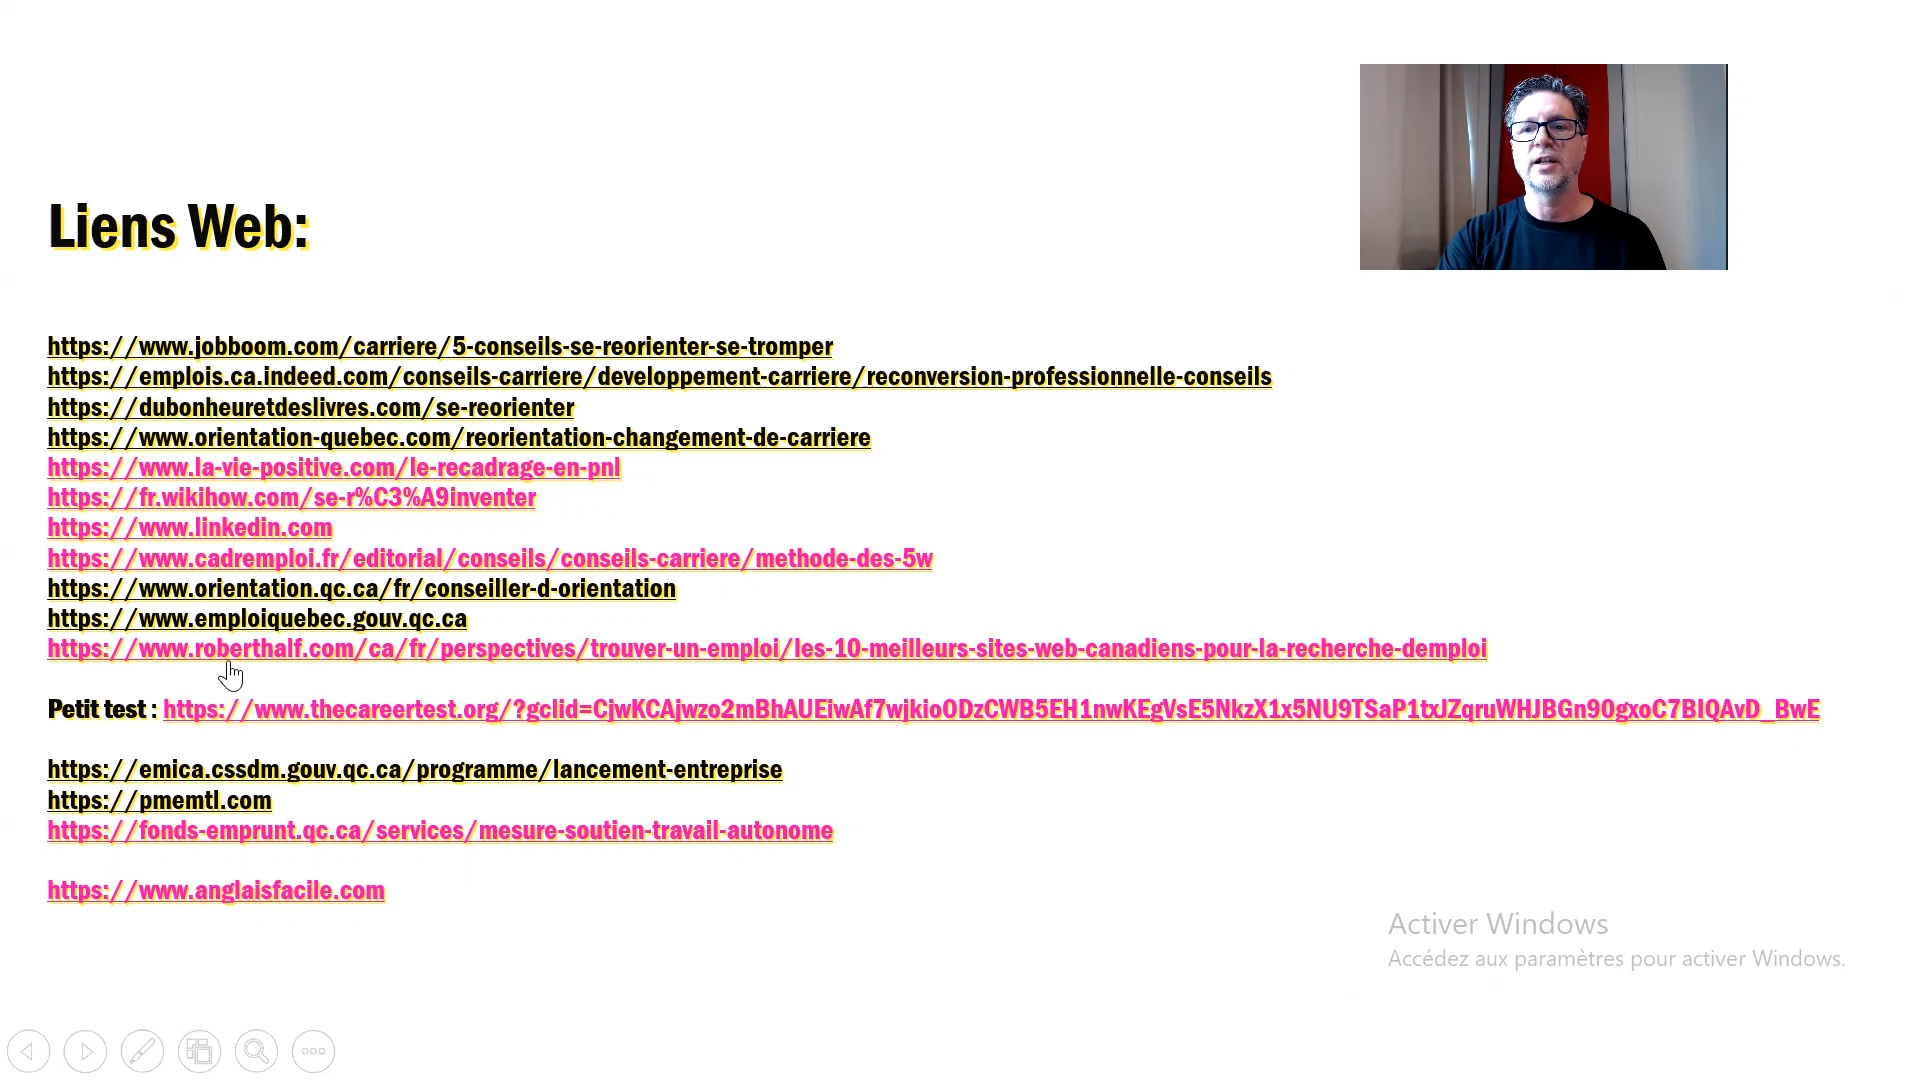 Liens Web:
https://www.jobboom.com/carriere/5-conseils-se-reorienter-se-tromper
https://emplois.ca.indeed.com/conseils-carriere/developpement-carriere/reconversion-professionnelle-conseils
https://dubonheuretdeslivres.com/se-reorienter
https://www.orientation-quebec.com/reorientation-changement-de-carriere
https://www.la-vie-positive.com/le-recadrage-en-pnl
https://fr.wikihow.com/se-r%C3%A9inventer
https://www.linkedin.com
https://www.cadremploi.fr/editorial/conseils/conseils-carriere/methode-des-5w
https://www.orientation.qc.ca/fr/conseiller-d-orientation
https://www.emploiquebec.gouv.qc.ca
https://www.roberthalf.com/ca/fr/perspectives/trouver-un-emploi/les-10-meilleurs-sites-web-canadiens-pour-la-recherche-demploi
Petit test : https://www.thecareertest.org/?gclid=CjwKCAjwzo2mBhAUEiwAf7wjkioODzCWB5EH1nwKEgVsE5NkzX1x5NU9TSaP1txJZqruWHJBGn90gxoC7BIQAvD_BwE
https://emica.cssdm.gouv.qc.ca/programme/lancement-entreprise
https://pmemtl.com
https://fonds-emprunt.qc.ca/services/mesure-soutien-travail-autonome
https://www.anglaisfacile.com
Activer Windows
Accédez aux paramètres pour activer Windows.